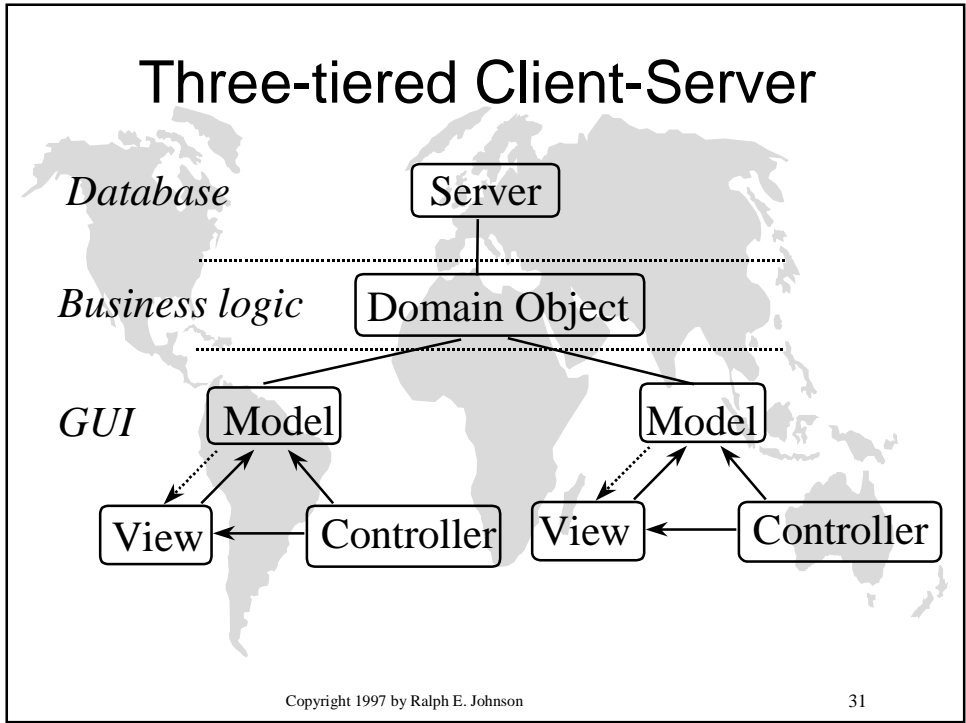 Three-tiered Client-Server
Database
Server
Business logic
Domain Object
GUI
Model
Model
View
Controller
View
Controller
Copyright 1997 by Ralph E. Johnson
31